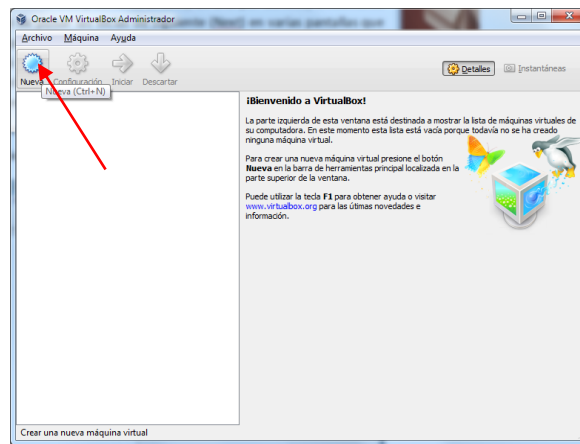 Oracle VM VirtualBox Administrador
Archivo Máquina Ayuda
Nueva Configuración Iniciar Descartar
Detalles Instantáneas
Nueva (Ctrl+N)
¡Bienvenido a VirtualBox!
La parte izquierda de esta ventana está destinada a mostrar la lista de máquinas virtuales de
su computadora. En este momento esta lista está vacía porque todavía no se ha creado
ninguna máquina virtual.
Para crear una nueva máquina virtual presione el botón
Nueva en la barra de herramientas principal localizada en la
parte superior de la ventana.
Puede utilizar la tecla F1 para obtener ayuda o visitar
www.virtualbox.org para las útimas novedades e
información.
Crear una nueva máquina virtual